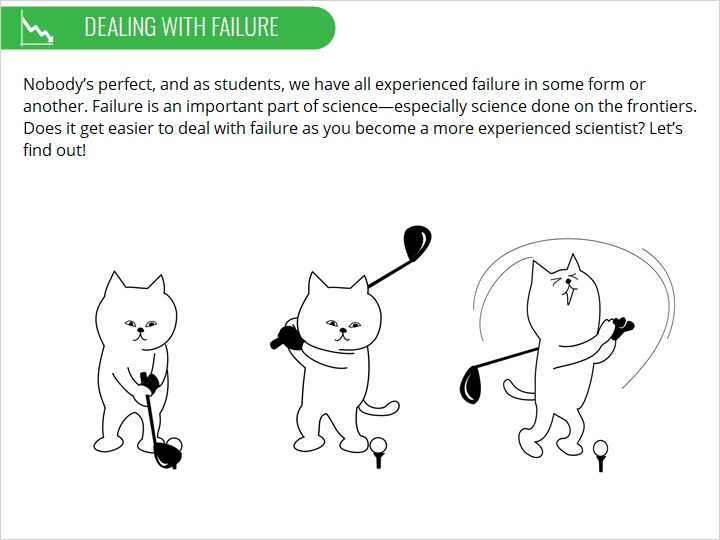 DEALING WITH FAILURE
Nobody’s perfect, and as students, we have all experienced failure in some form or
another. Failure is an important part of science—especially science done on the frontiers.
Does it get easier to deal with failure as you become a more experienced scientist? Let’s
find out!